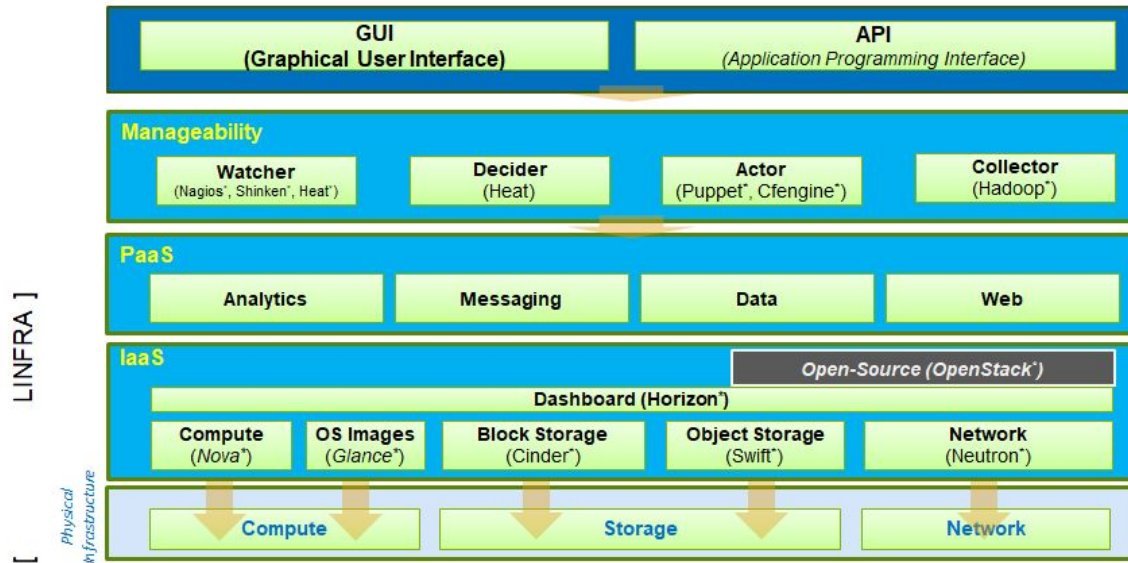 GUI
(Graphical User Interface)
API
(Application Programming Interface)
Manageability
Watcher
(Nagios*, Shinken*, Heat*)
Decider
(Heat)
Actor
(Puppet*, Cfengine*)
Collector
(Hadoop*)
PaaS
Analytics
Messaging
Data
Web
IaaS
Open-Source (OpenStack*)
Dashboard (Horizon*)
Compute
(Nova*)
OS Images
(Glance*)
Block Storage
(Cinder*)
Object Storage
(Swift*)
Network
(Neutron*)
Physical
Infrastructure
Compute
Storage
Network
[ LINFRA ]